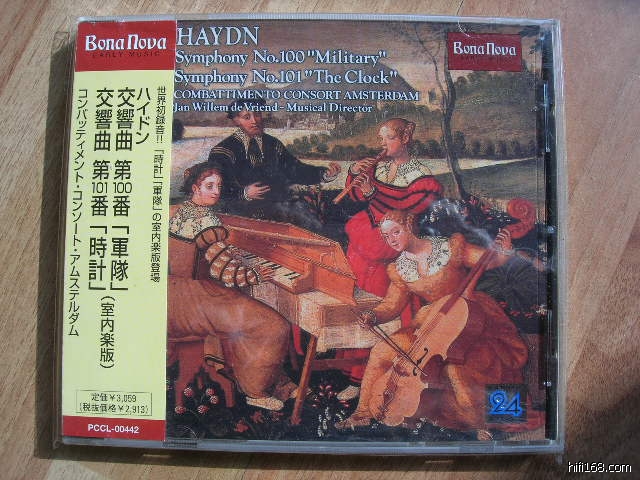 Bona Nova
EARLY MUSIC
世界初録音!!「時計」「軍隊」の室内楽版登場
ハイドン
交響曲 第100番「軍隊」
交響曲 第101番「時計」(室内楽版)
コンバッティメント・コンソート・アムステルダム
定価￥3,059
(税抜価格￥2,913)
PCCL-00442
HAYDN
Symphony No.100 "Military"
Symphony No.101 "The Clock"
COMBATTIMENTO CONSORT AMSTERDAM
Jan Willem de Vriend - Musical Director
Bona Nova
EARLY MUSIC
24
hifi168.com